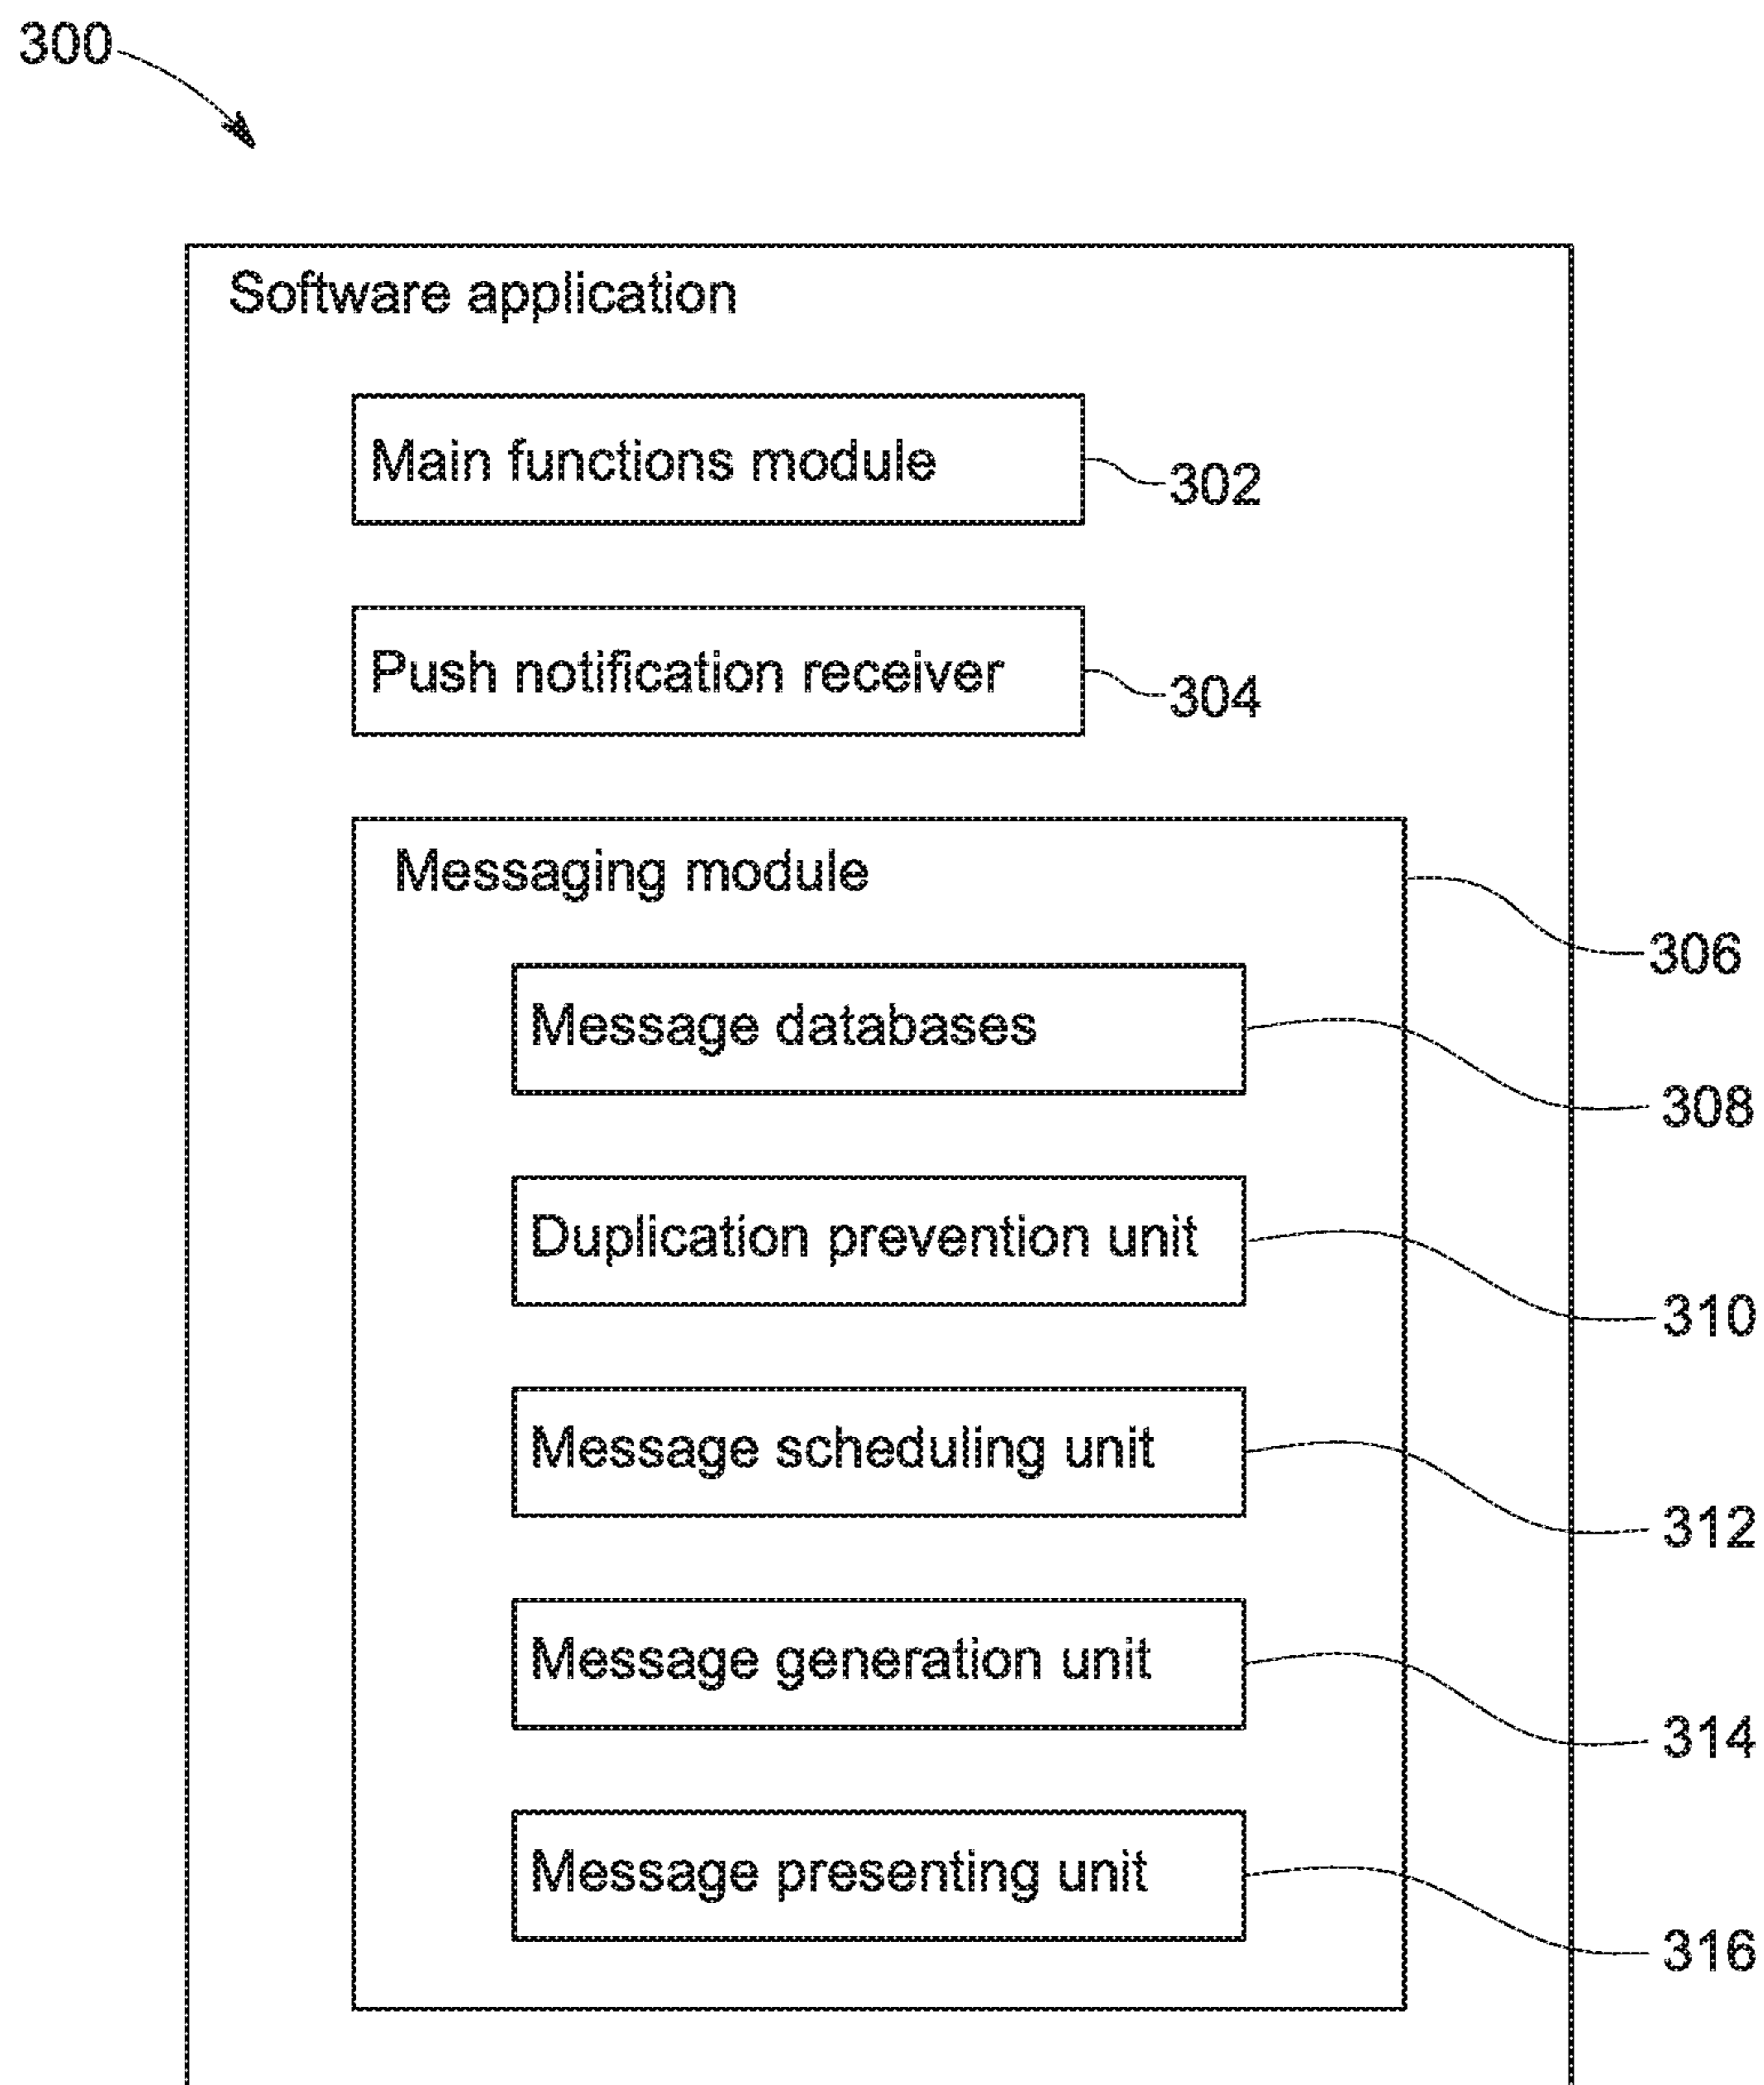 300
Software application
Main functions module
302
Push notification receiver
304
Messaging module
306
Message databases
308
Duplication prevention unit
310
Message scheduling unit
312
Message generation unit
314
Message presenting unit
316